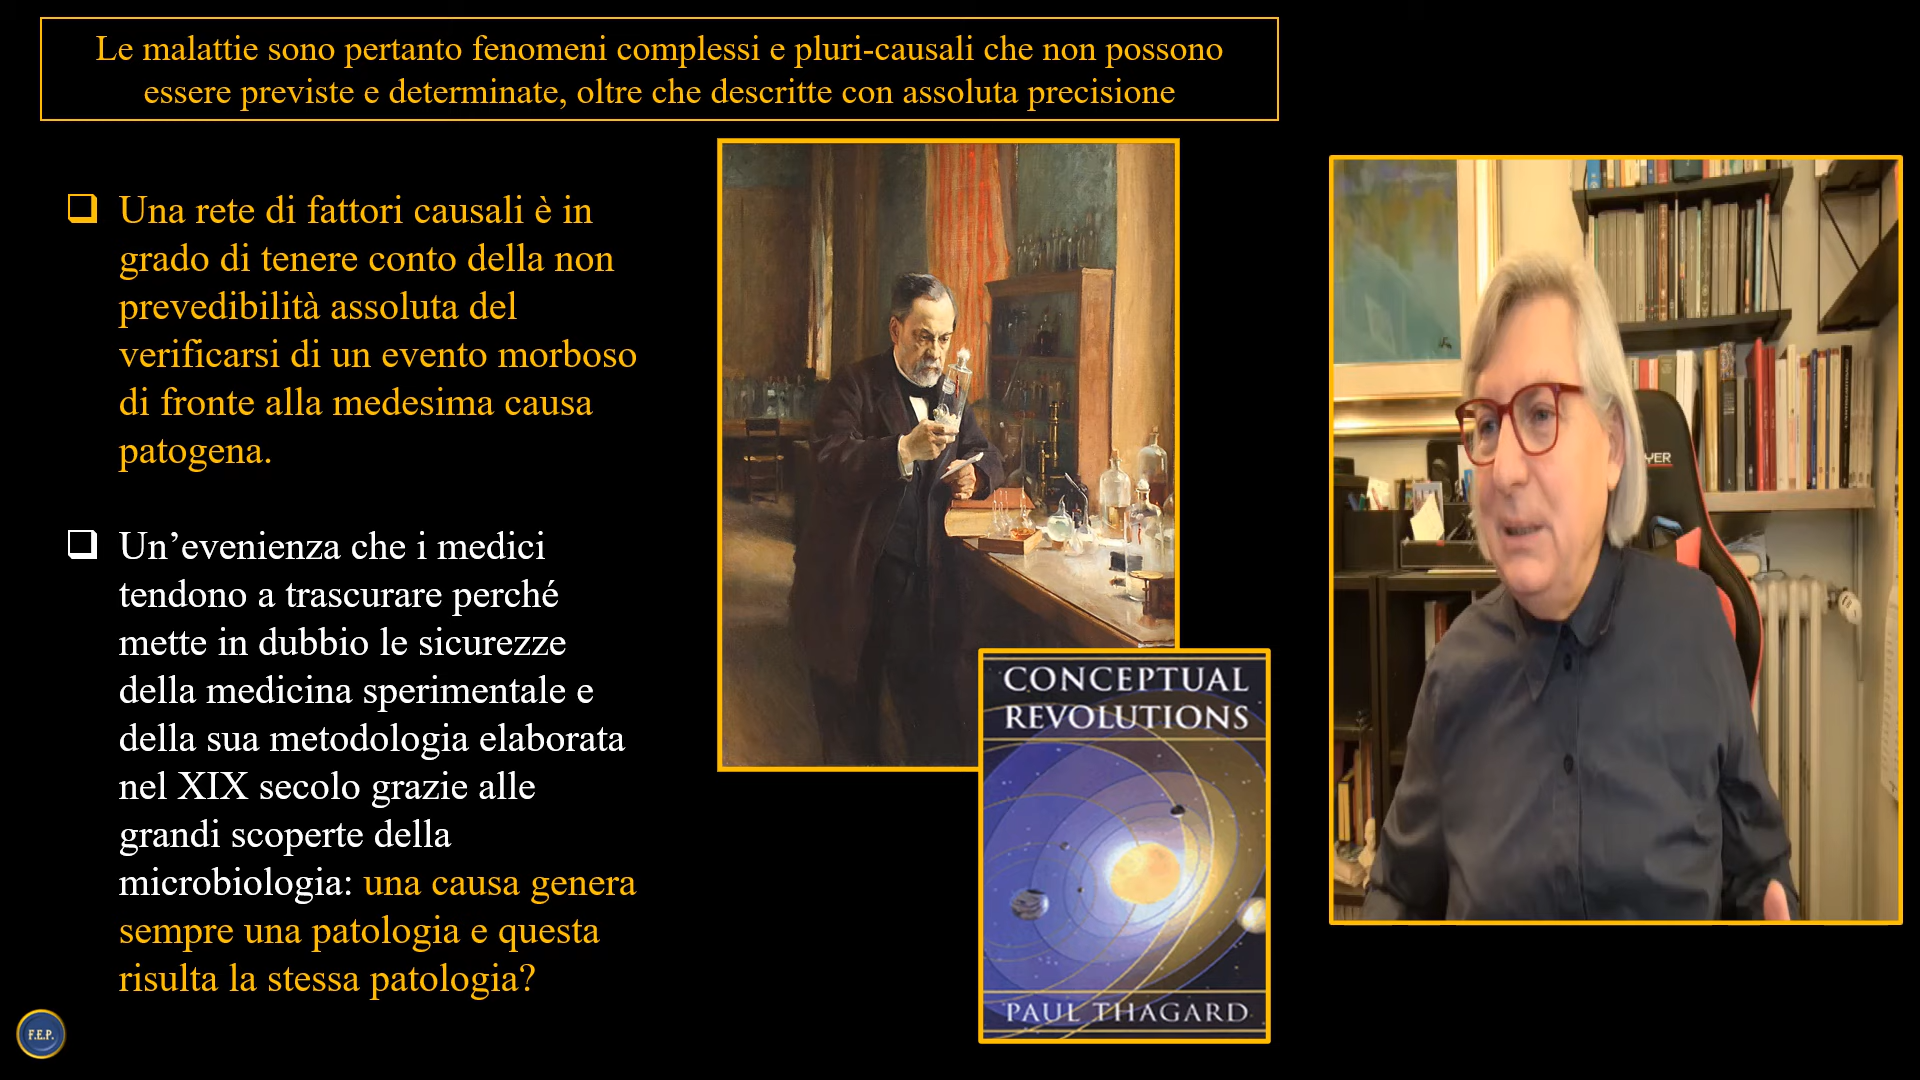 Le malattie sono pertanto fenomeni complessi e pluri-causali che non possono
essere previste e determinate, oltre che descritte con assoluta precisione
Una rete di fattori causali è in
grado di tenere conto della non
prevedibilità assoluta del
verificarsi di un evento morboso
di fronte alla medesima causa
patogena.
Un’evenienza che i medici
tendono a trascurare perché
mette in dubbio le sicurezze
della medicina sperimentale e
della sua metodologia elaborata
nel XIX secolo grazie alle
grandi scoperte della
microbiologia: una causa genera
sempre una patologia e questa
risulta la stessa patologia?
CONCEPTUAL
REVOLUTIONS
PAUL THAGARD
YER
F.E.P.